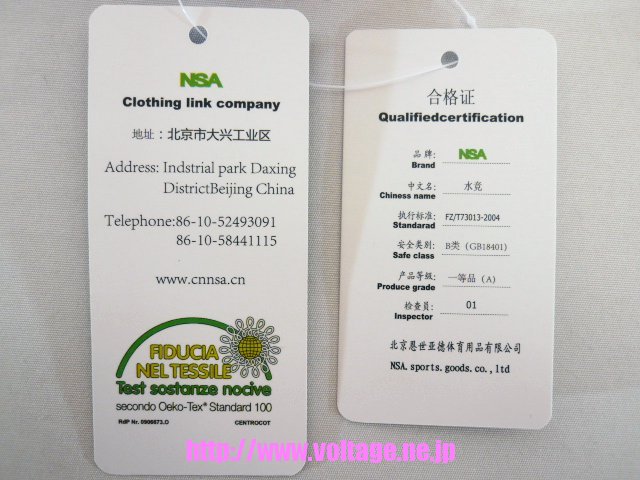 NSA
Clothing link company
地址：北京市大兴工业区
Address: Indstrial park Daxing
DistrictBeijing China
Telephone:86-10-52493091
86-10-58441115
www.cnnsa.cn
FIDUCIA
NEL TESSILE
Test sostanze nocive
secondo Oeko-Tex® Standard 100
RdP Nr. 0906673.O CENTROCOT
合格证
Qualifiedcertification
品 牌: NSA
Brand
中文名: 水竞
Chiness name
执行标准: FZ/T73013-2004
Standarad
安全类别: B类（GB18401）
Safe class
产品等级: 一等品（A）
Produce grade
检查员: 01
Inspector
北京恩世亚德体育用品有限公司
NSA.sports.goods.co.,ltd
http://www.voltage.ne.jp